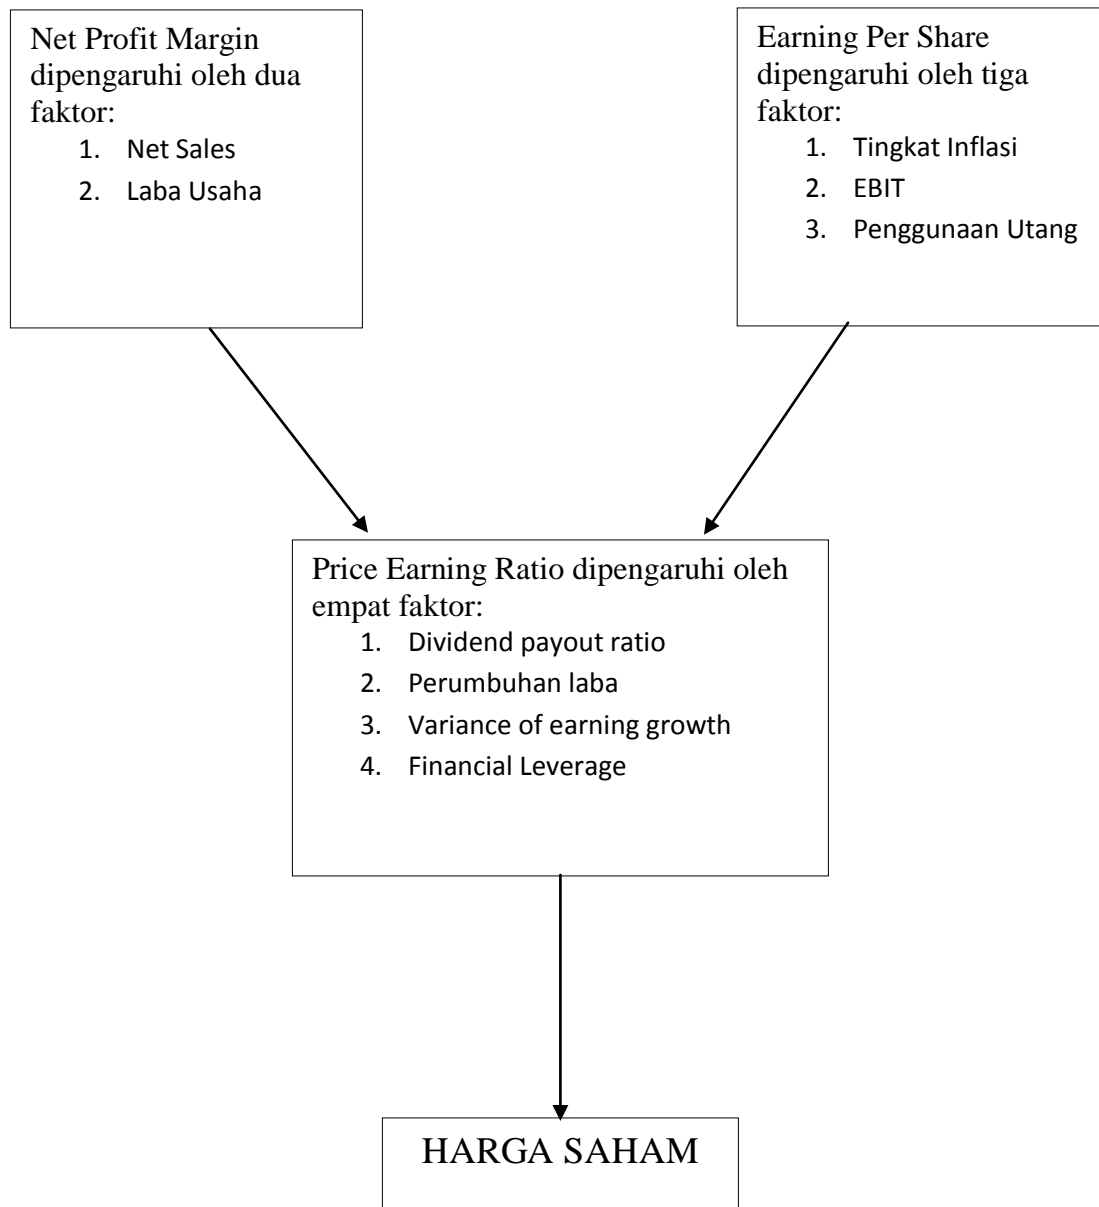 Net Profit Margin
dipengaruhi oleh dua
faktor:
1. Net Sales
2. Laba Usaha
Earning Per Share
dipengaruhi oleh tiga
faktor:
1. Tingkat Inflasi
2. EBIT
3. Penggunaan Utang
Price Earning Ratio dipengaruhi oleh
empat faktor:
1. Dividend payout ratio
2. Perumbuhan laba
3. Variance of earning growth
4. Financial Leverage
HARGA SAHAM